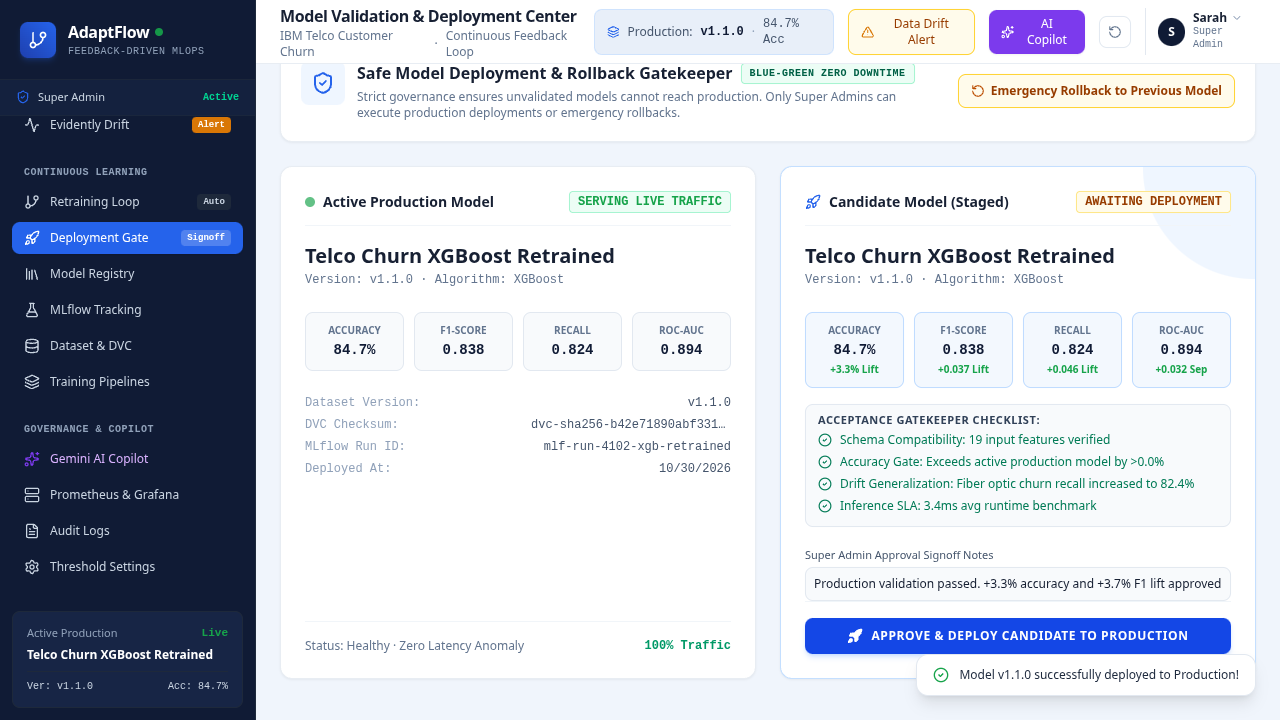 AdaptFlow
FEEDBACK-DRIVEN MLOPS
Super Admin
Active
Evidently Drift
Alert
CONTINUOUS LEARNING
Retraining Loop
Auto
Deployment Gate
Signoff
Model Registry
MLflow Tracking
Dataset & DVC
Training Pipelines
GOVERNANCE & COPILOT
Gemini AI Copilot
Prometheus & Grafana
Audit Logs
Threshold Settings
Active Production
Live
Telco Churn XGBoost Retrained
Ver: v1.1.0
Acc: 84.7%
Model Validation & Deployment Center
IBM Telco Customer
Churn
·
Continuous Feedback
Loop
Production: v1.1.0 ·
84.7%
Acc
Data Drift
Alert
AI
Copilot
S
Sarah
Super
Admin
Safe Model Deployment & Rollback Gatekeeper
BLUE-GREEN ZERO DOWNTIME
Strict governance ensures unvalidated models cannot reach production. Only Super Admins can
execute production deployments or emergency rollbacks.
Emergency Rollback to Previous Model
Active Production Model
SERVING LIVE TRAFFIC
Telco Churn XGBoost Retrained
Version: v1.1.0 · Algorithm: XGBoost
ACCURACY
84.7%
F1-SCORE
0.838
RECALL
0.824
ROC-AUC
0.894
Dataset Version:
v1.1.0
DVC Checksum:
dvc-sha256-b42e71890abf331…
MLflow Run ID:
mlf-run-4102-xgb-retrained
Deployed At:
10/30/2026
Status: Healthy · Zero Latency Anomaly
100% Traffic
Candidate Model (Staged)
AWAITING DEPLOYMENT
Telco Churn XGBoost Retrained
Version: v1.1.0 · Algorithm: XGBoost
ACCURACY
84.7%
+3.3% Lift
F1-SCORE
0.838
+0.037 Lift
RECALL
0.824
+0.046 Lift
ROC-AUC
0.894
+0.032 Sep
ACCEPTANCE GATEKEEPER CHECKLIST:
Schema Compatibility: 19 input features verified
Accuracy Gate: Exceeds active production model by >0.0%
Drift Generalization: Fiber optic churn recall increased to 82.4%
Inference SLA: 3.4ms avg runtime benchmark
Super Admin Approval Signoff Notes
Production validation passed. +3.3% accuracy and +3.7% F1 lift approved
APPROVE & DEPLOY CANDIDATE TO PRODUCTION
Model v1.1.0 successfully deployed to Production!